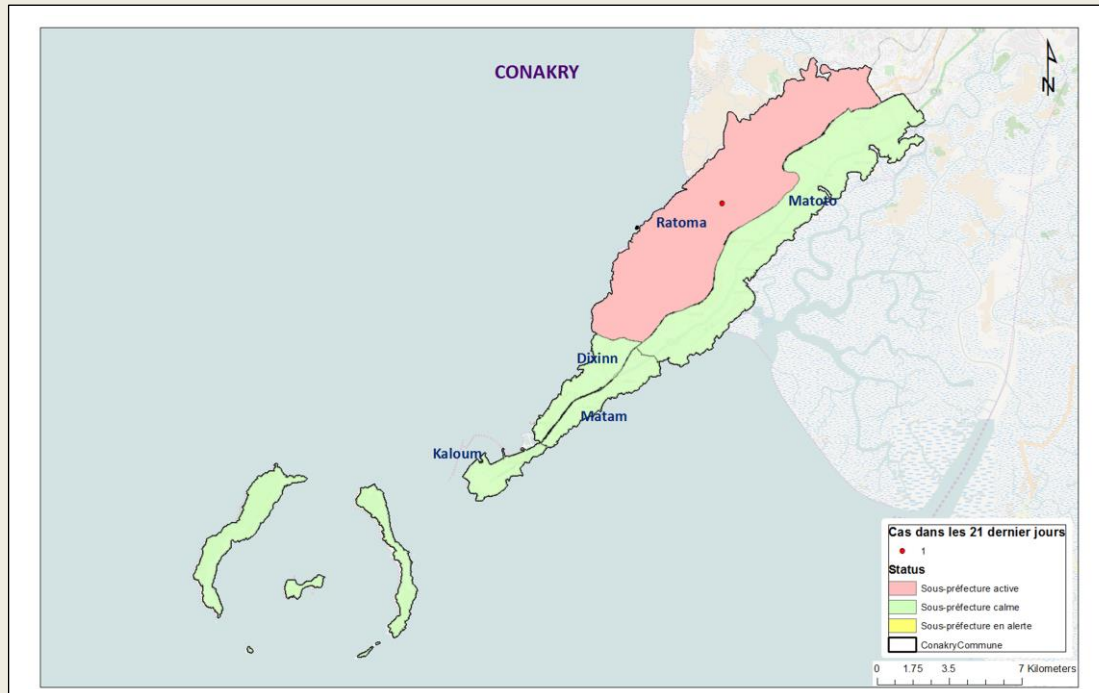 CONAKRY
N
Matoto
Ratoma
Dixinn
Matam
Kaloum
Cas dans les 21 dernier jours
1
Status
Sous-préfecture active
Sous-préfecture calme
Sous-préfecture en alerte
ConakryCommune
0 1.75 3.5 7 Kilometers